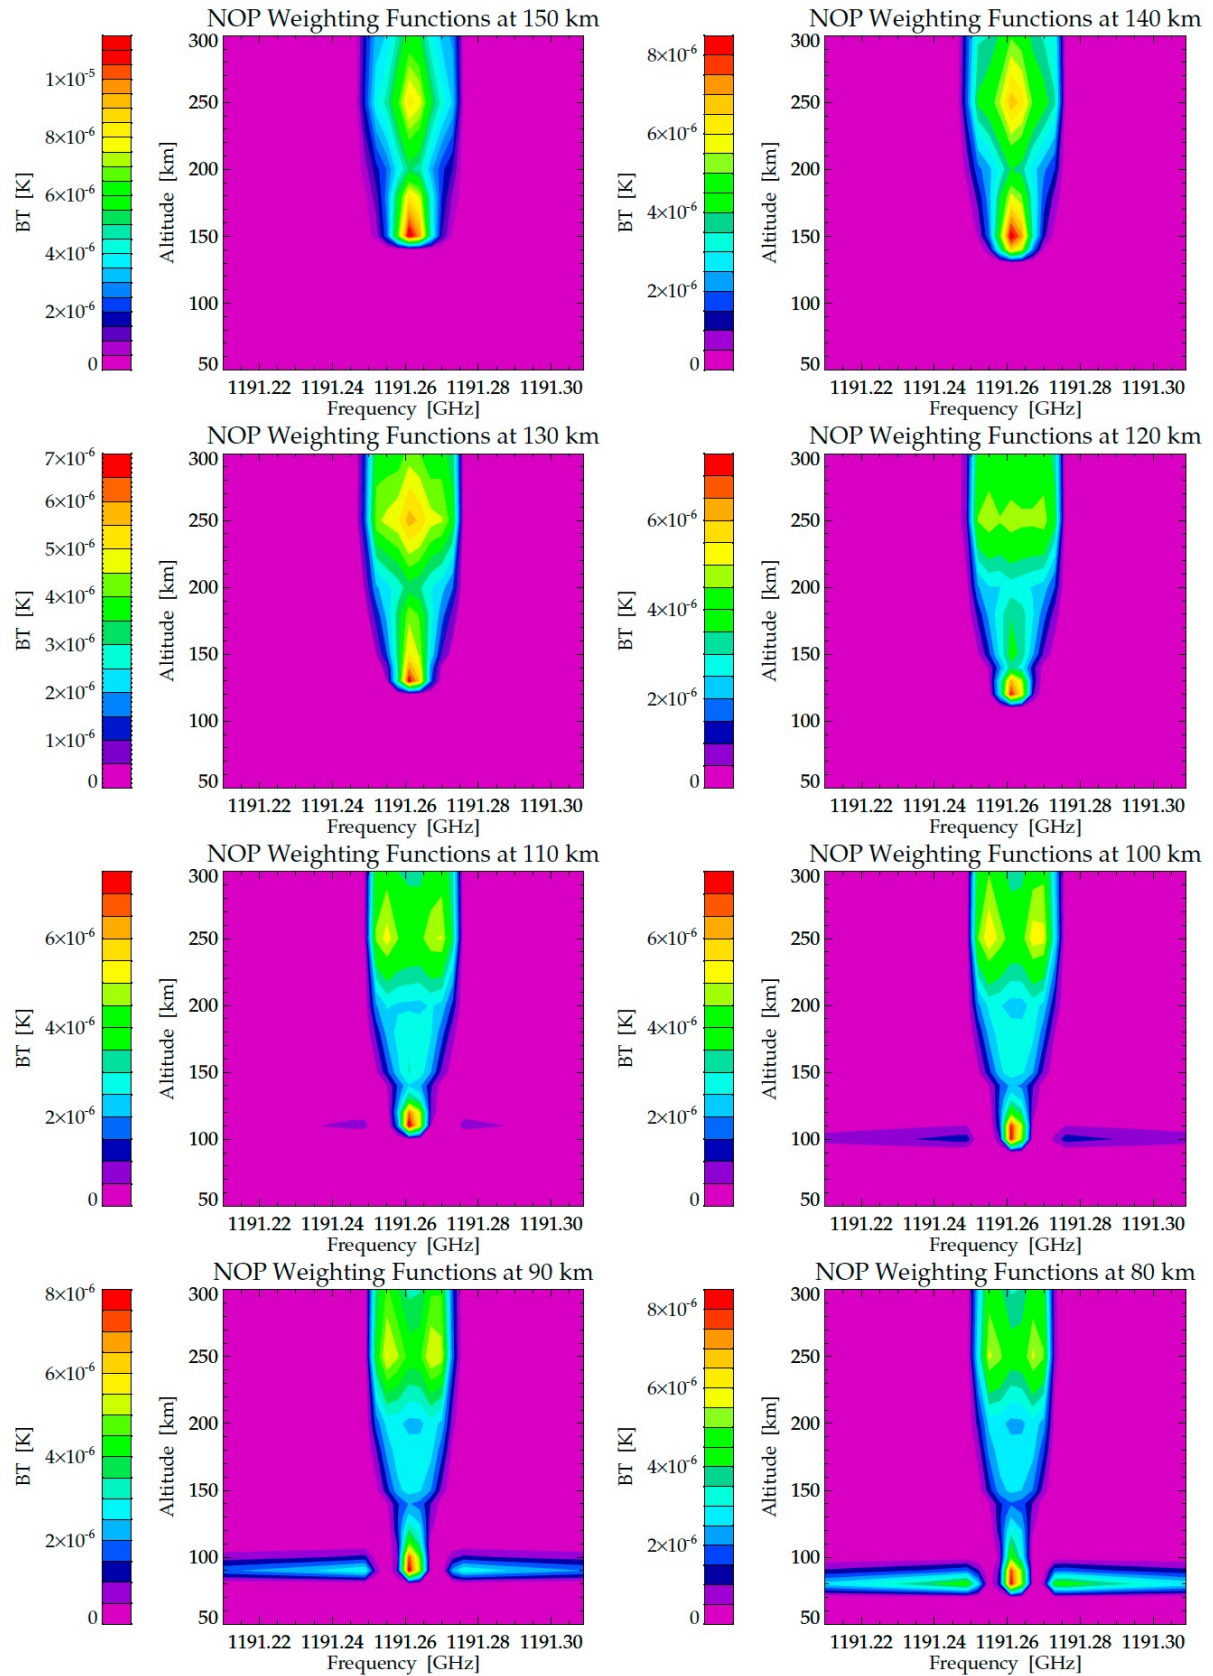 NOP Weighting Functions at 150 km
BT [K]
1×10⁻⁵
8×10⁻⁶
6×10⁻⁶
4×10⁻⁶
2×10⁻⁶
0
Altitude [km]
300
250
200
150
100
50
1191.22 1191.24 1191.26 1191.28 1191.30
Frequency [GHz]
NOP Weighting Functions at 140 km
BT [K]
8×10⁻⁶
6×10⁻⁶
4×10⁻⁶
2×10⁻⁶
0
Altitude [km]
300
250
200
150
100
50
1191.22 1191.24 1191.26 1191.28 1191.30
Frequency [GHz]
NOP Weighting Functions at 130 km
BT [K]
7×10⁻⁶
6×10⁻⁶
5×10⁻⁶
4×10⁻⁶
3×10⁻⁶
2×10⁻⁶
1×10⁻⁶
0
Altitude [km]
300
250
200
150
100
50
1191.22 1191.24 1191.26 1191.28 1191.30
Frequency [GHz]
NOP Weighting Functions at 120 km
BT [K]
6×10⁻⁶
4×10⁻⁶
2×10⁻⁶
0
Altitude [km]
300
250
200
150
100
50
1191.22 1191.24 1191.26 1191.28 1191.30
Frequency [GHz]
NOP Weighting Functions at 110 km
BT [K]
6×10⁻⁶
4×10⁻⁶
2×10⁻⁶
0
Altitude [km]
300
250
200
150
100
50
1191.22 1191.24 1191.26 1191.28 1191.30
Frequency [GHz]
NOP Weighting Functions at 100 km
BT [K]
6×10⁻⁶
4×10⁻⁶
2×10⁻⁶
0
Altitude [km]
300
250
200
150
100
50
1191.22 1191.24 1191.26 1191.28 1191.30
Frequency [GHz]
NOP Weighting Functions at 90 km
BT [K]
8×10⁻⁶
6×10⁻⁶
4×10⁻⁶
2×10⁻⁶
0
Altitude [km]
300
250
200
150
100
50
1191.22 1191.24 1191.26 1191.28 1191.30
Frequency [GHz]
NOP Weighting Functions at 80 km
BT [K]
8×10⁻⁶
6×10⁻⁶
4×10⁻⁶
2×10⁻⁶
0
Altitude [km]
300
250
200
150
100
50
1191.22 1191.24 1191.26 1191.28 1191.30
Frequency [GHz]